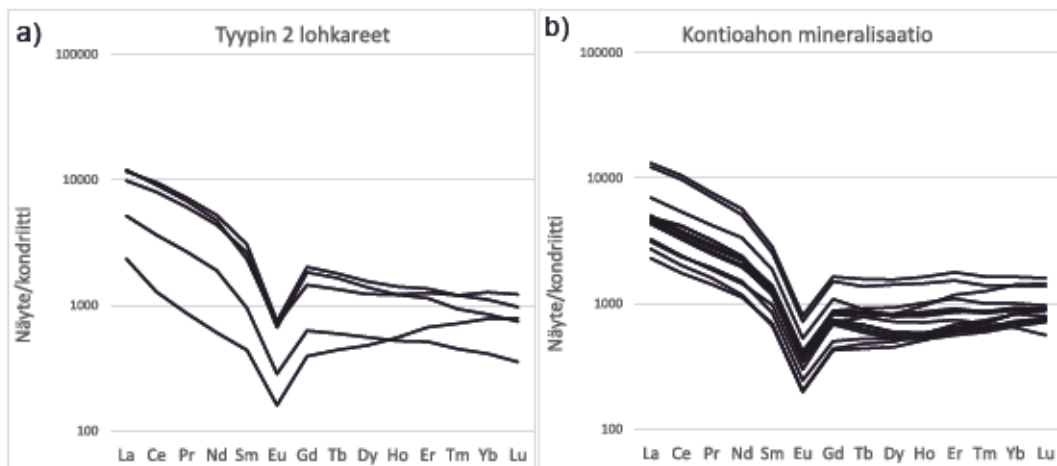 a)
Tyypin 2 lohkareet
100000
10000
1000
100
Näyte/kondriitti
La Ce Pr Nd Sm Eu Gd Tb Dy Ho Er Tm Yb Lu
b)
Kontioahon mineralisaatio
100000
10000
1000
100
Näyte/kondriitti
La Ce Pr Nd Sm Eu Gd Tb Dy Ho Er Tm Yb Lu